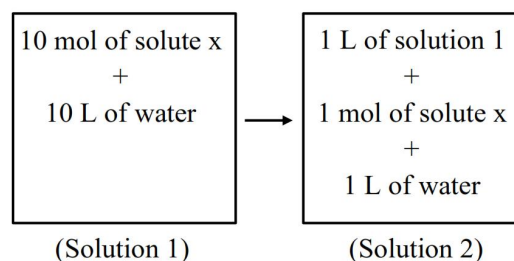 10 mol of solute x
+
10 L of water
(Solution 1)
1 L of solution 1
+
1 mol of solute x
+
1 L of water
(Solution 2)